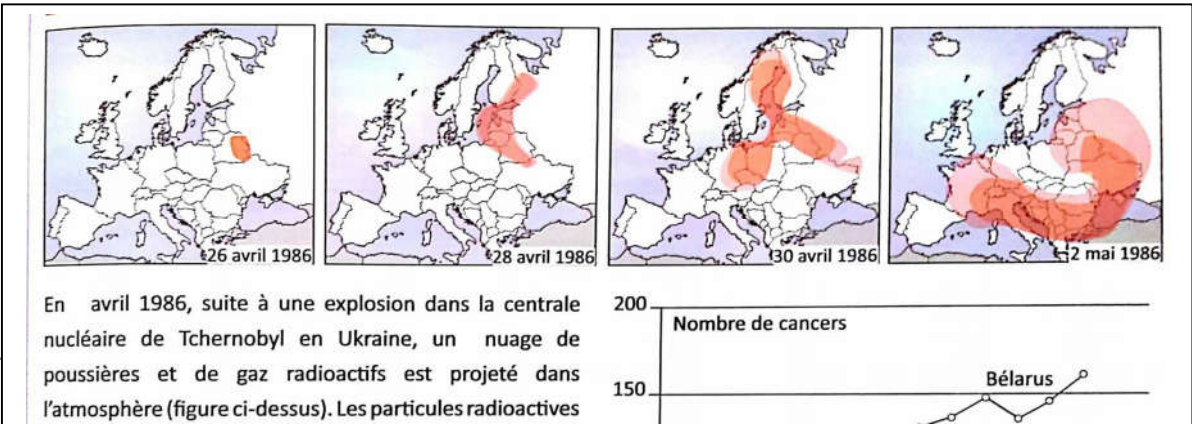 26 avril 1986
28 avril 1986
30 avril 1986
2 mai 1986
En avril 1986, suite à une explosion dans la centrale
nucléaire de Tchernobyl en Ukraine, un nuage de
poussières et de gaz radioactifs est projeté dans
l'atmosphère (figure ci-dessus). Les particules radioactives
200
Nombre de cancers
150
Bélarus